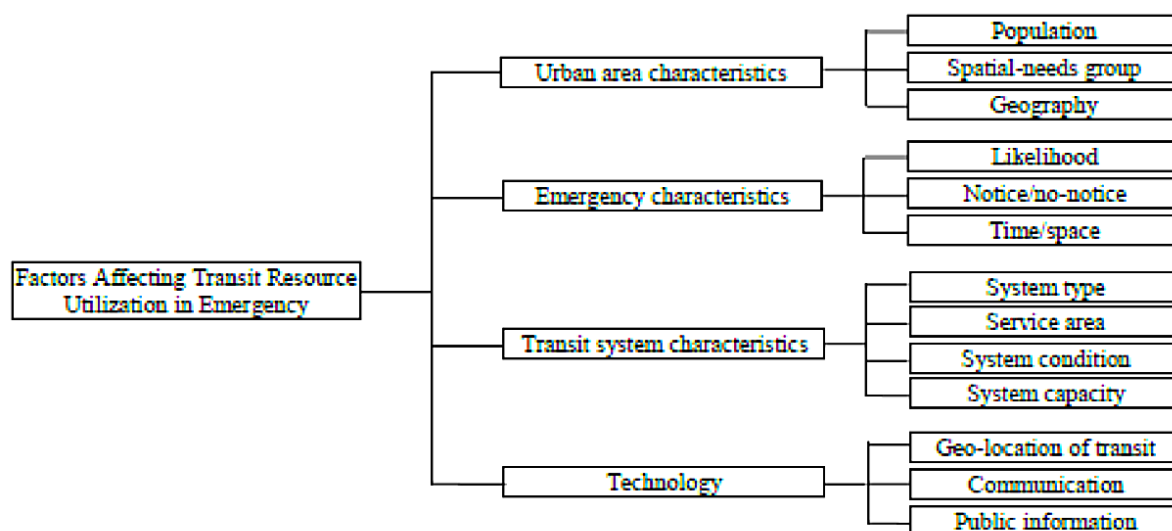 Population
Urban area characteristics
Spatial-needs group
Geography
Likelihood
Emergency characteristics
Notice/no-notice
Time/space
Factors Affecting Transit Resource
Utilization in Emergency
System type
Service area
Transit system characteristics
System condition
System capacity
Geo-location of transit
Technology
Communication
Public information